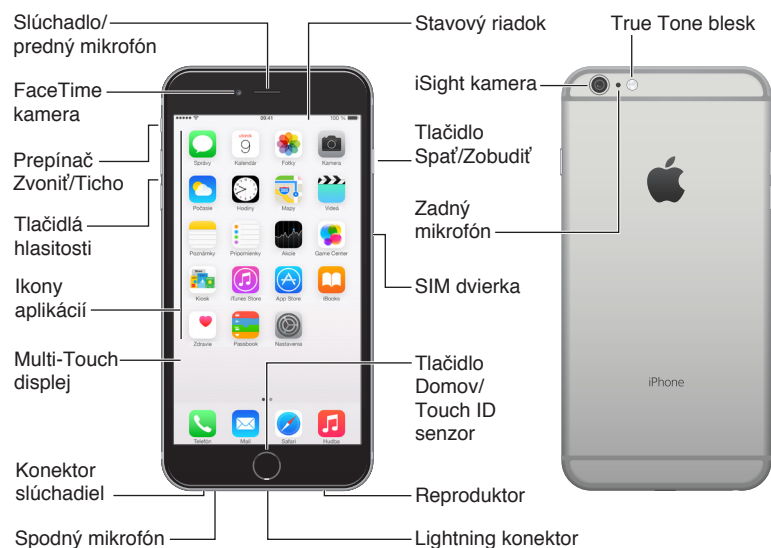 Slúchadlo/
predný mikrofón
FaceTime
kamera
Prepínač
Zvoniť/Ticho
Tlačidlá
hlasitosti
Ikony
aplikácií
Multi-Touch
displej
Konektor
slúchadiel
Spodný mikrofón
09:41
100 %
utorok
9
Správy
Kalendár
Fotky
Kamera
Počasie
Hodiny
Mapy
Videá
Poznámky
Pripomienky
Akcie
Game Center
Kiosk
iTunes Store
App Store
iBooks
Zdravie
Passbook
Nastavenia
Telefón
Mail
Safari
Hudba
Stavový riadok
Tlačidlo
Spať/Zobudiť
Zadný
mikrofón
SIM dvierka
Tlačidlo
Domov/
Touch ID
senzor
Reproduktor
Lightning konektor
True Tone blesk
iSight kamera
iPhone